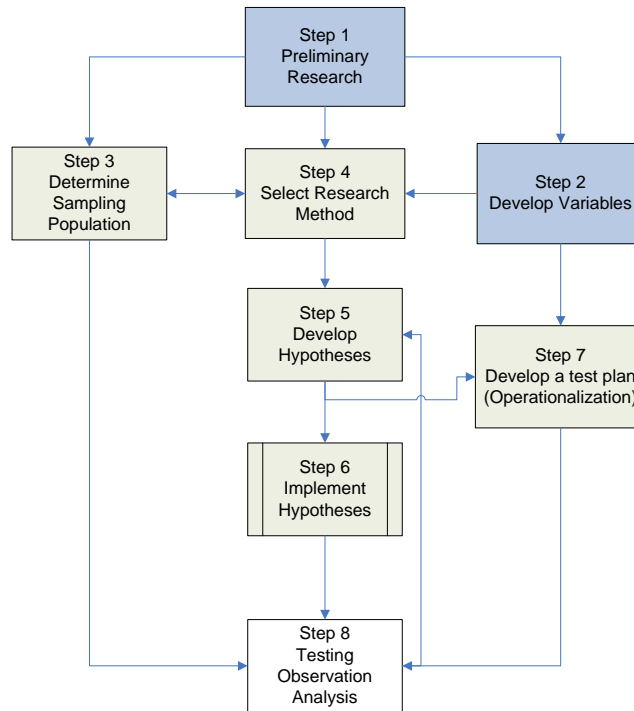 Step 1
Preliminary
Research
Step 3
Determine
Sampling
Population
Step 4
Select Research
Method
Step 2
Develop Variables
Step 5
Develop
Hypotheses
Step 7
Develop a test plan
(Operationalization)
Step 6
Implement
Hypotheses
Step 8
Testing
Observation
Analysis